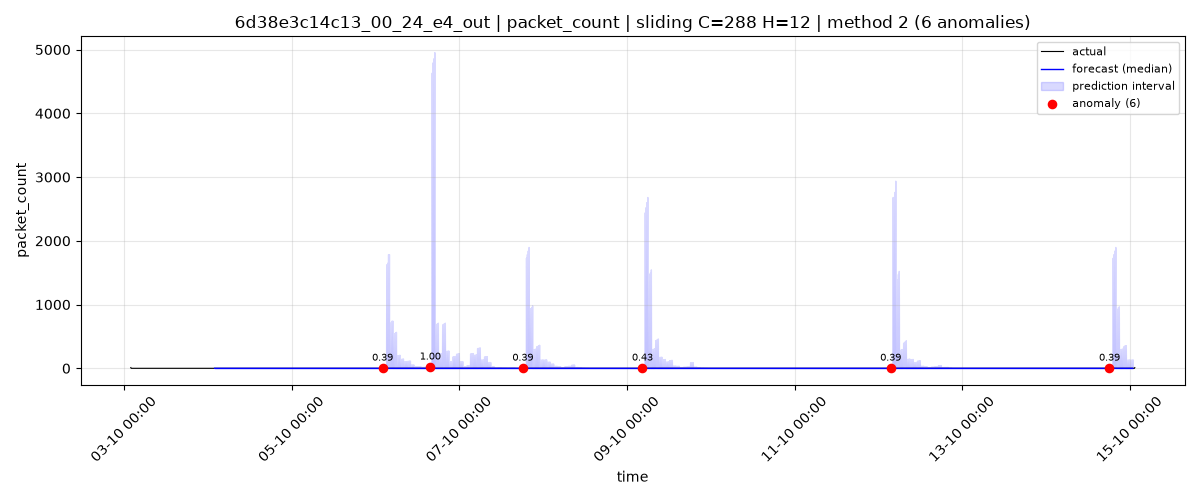 6d38e3c14c13_00_24_e4_out | packet_count | sliding C=288 H=12 | method 2 (6 anomalies)
actual
forecast (median)
prediction interval
anomaly (6)
packet_count
5000
4000
3000
2000
1000
0
0.39
1.00
0.39
0.43
0.39
0.39
03-10 00:00
05-10 00:00
07-10 00:00
09-10 00:00
11-10 00:00
13-10 00:00
15-10 00:00
time